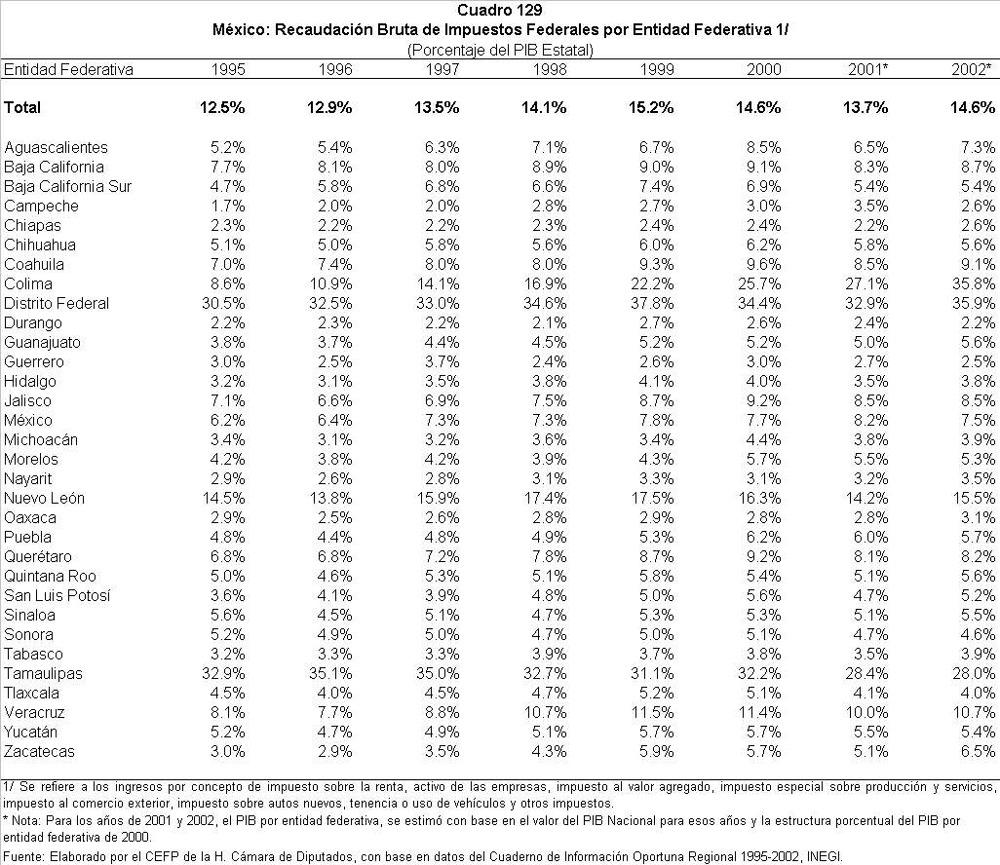 Cuadro 129
México: Recaudación Bruta de Impuestos Federales por Entidad Federativa 1/
(Porcentaje del PIB Estatal)
Entidad Federativa 1995 1996 1997 1998 1999 2000 2001* 2002*
Total 12.5% 12.9% 13.5% 14.1% 15.2% 14.6% 13.7% 14.6%
Aguascalientes 5.2% 5.4% 6.3% 7.1% 6.7% 8.5% 6.5% 7.3%
Baja California 7.7% 8.1% 8.0% 8.9% 9.0% 9.1% 8.3% 8.7%
Baja California Sur 4.7% 5.8% 6.8% 6.6% 7.4% 6.9% 5.4% 5.4%
Campeche 1.7% 2.0% 2.0% 2.8% 2.7% 3.0% 3.5% 2.6%
Chiapas 2.3% 2.2% 2.2% 2.3% 2.4% 2.4% 2.2% 2.6%
Chihuahua 5.1% 5.0% 5.8% 5.6% 6.0% 6.2% 5.8% 5.6%
Coahuila 7.0% 7.4% 8.0% 8.0% 9.3% 9.6% 8.5% 9.1%
Colima 8.6% 10.9% 14.1% 16.9% 22.2% 25.7% 27.1% 35.8%
Distrito Federal 30.5% 32.5% 33.0% 34.6% 37.8% 34.4% 32.9% 35.9%
Durango 2.2% 2.3% 2.2% 2.1% 2.7% 2.6% 2.4% 2.2%
Guanajuato 3.8% 3.7% 4.4% 4.5% 5.2% 5.2% 5.0% 5.6%
Guerrero 3.0% 2.5% 3.7% 2.4% 2.6% 3.0% 2.7% 2.5%
Hidalgo 3.2% 3.1% 3.5% 3.8% 4.1% 4.0% 3.5% 3.8%
Jalisco 7.1% 6.6% 6.9% 7.5% 8.7% 9.2% 8.5% 8.5%
México 6.2% 6.4% 7.3% 7.3% 7.8% 7.7% 8.2% 7.5%
Michoacán 3.4% 3.1% 3.2% 3.6% 3.4% 4.4% 3.8% 3.9%
Morelos 4.2% 3.8% 4.2% 3.9% 4.3% 5.7% 5.5% 5.3%
Nayarit 2.9% 2.6% 2.8% 3.1% 3.3% 3.1% 3.2% 3.5%
Nuevo León 14.5% 13.8% 15.9% 17.4% 17.5% 16.3% 14.2% 15.5%
Oaxaca 2.9% 2.5% 2.6% 2.8% 2.9% 2.8% 2.8% 3.1%
Puebla 4.8% 4.4% 4.8% 4.9% 5.3% 6.2% 6.0% 5.7%
Querétaro 6.8% 6.8% 7.2% 7.8% 8.7% 9.2% 8.1% 8.2%
Quintana Roo 5.0% 4.6% 5.3% 5.1% 5.8% 5.4% 5.1% 5.6%
San Luis Potosí 3.6% 4.1% 3.9% 4.8% 5.0% 5.6% 4.7% 5.2%
Sinaloa 5.6% 4.5% 5.1% 4.7% 5.3% 5.3% 5.1% 5.5%
Sonora 5.2% 4.9% 5.0% 4.7% 5.0% 5.1% 4.7% 4.6%
Tabasco 3.2% 3.3% 3.3% 3.9% 3.7% 3.8% 3.5% 3.9%
Tamaulipas 32.9% 35.1% 35.0% 32.7% 31.1% 32.2% 28.4% 28.0%
Tlaxcala 4.5% 4.0% 4.5% 4.7% 5.2% 5.1% 4.1% 4.0%
Veracruz 8.1% 7.7% 8.8% 10.7% 11.5% 11.4% 10.0% 10.7%
Yucatán 5.2% 4.7% 4.9% 5.1% 5.7% 5.7% 5.5% 5.4%
Zacatecas 3.0% 2.9% 3.5% 4.3% 5.9% 5.7% 5.1% 6.5%
1/ Se refiere a los ingresos por concepto de impuesto sobre la renta, activo de las empresas, impuesto al valor agregado, impuesto especial sobre producción y servicios,
impuesto al comercio exterior, impuesto sobre autos nuevos, tenencia o uso de vehículos y otros impuestos.
* Nota: Para los años de 2001 y 2002, el PIB por entidad federativa, se estimó con base en el valor del PIB Nacional para esos años y la estructura porcentual del PIB por
entidad federativa de 2000.
Fuente: Elaborado por el CEFP de la H. Cámara de Diputados, con base en datos del Cuaderno de Información Oportuna Regional 1995-2002, INEGI.